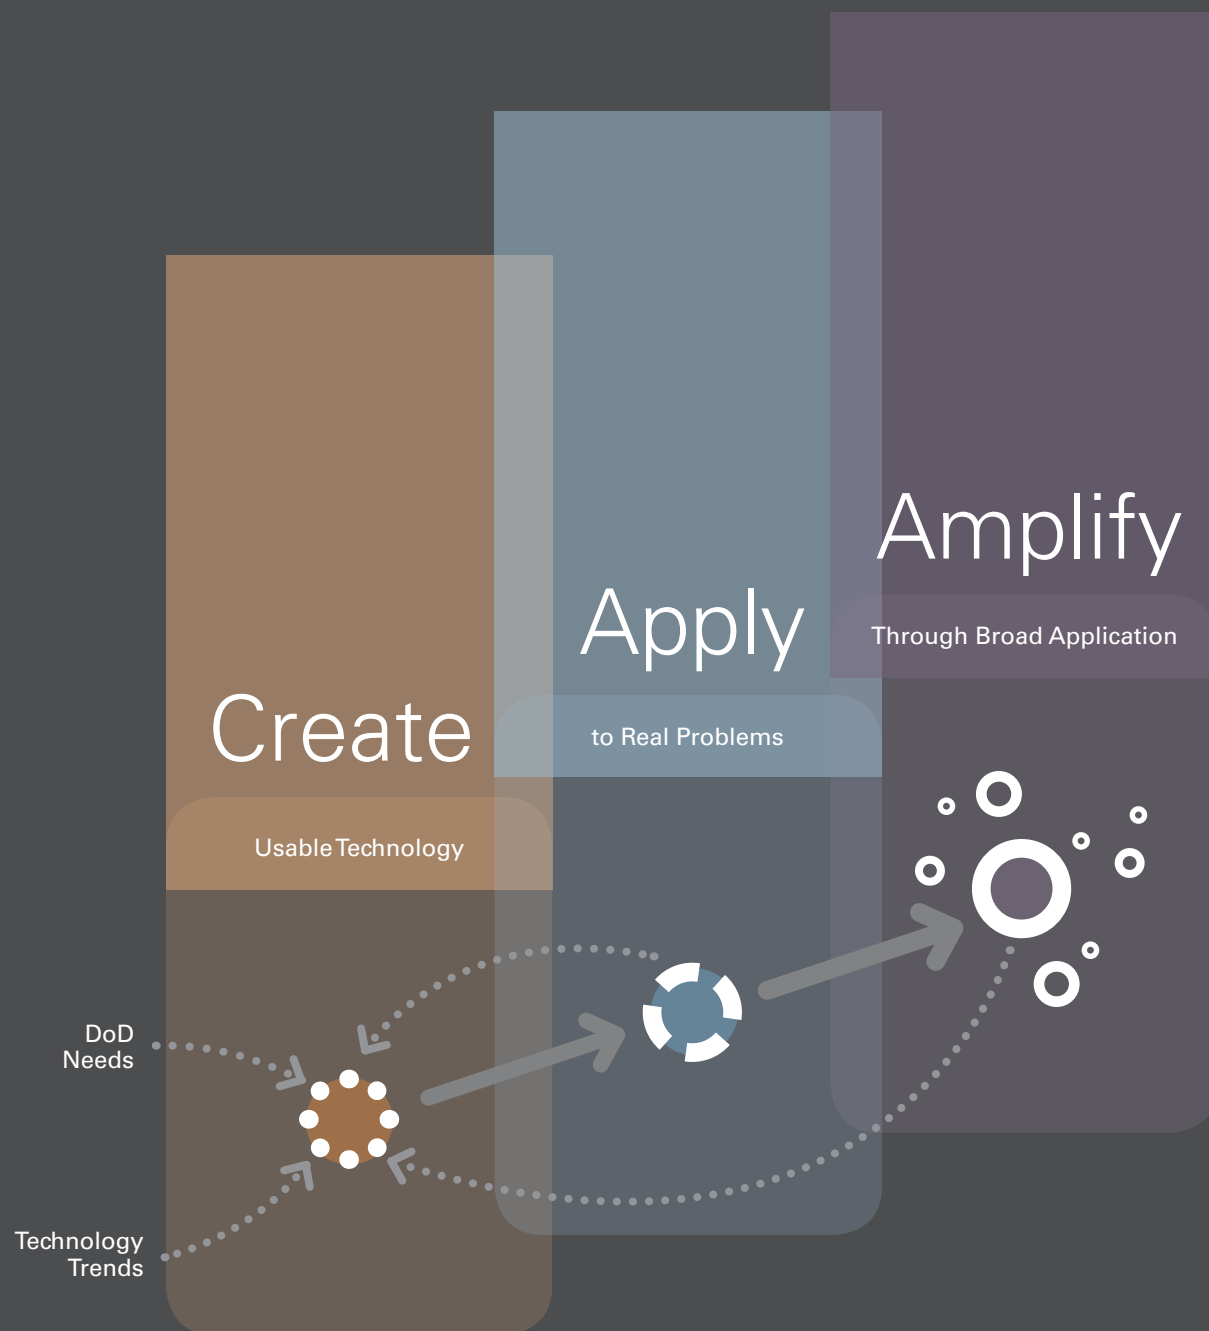 Create
Usable Technology
Apply
to Real Problems
Amplify
Through Broad Application
DoD
Needs
Technology
Trends